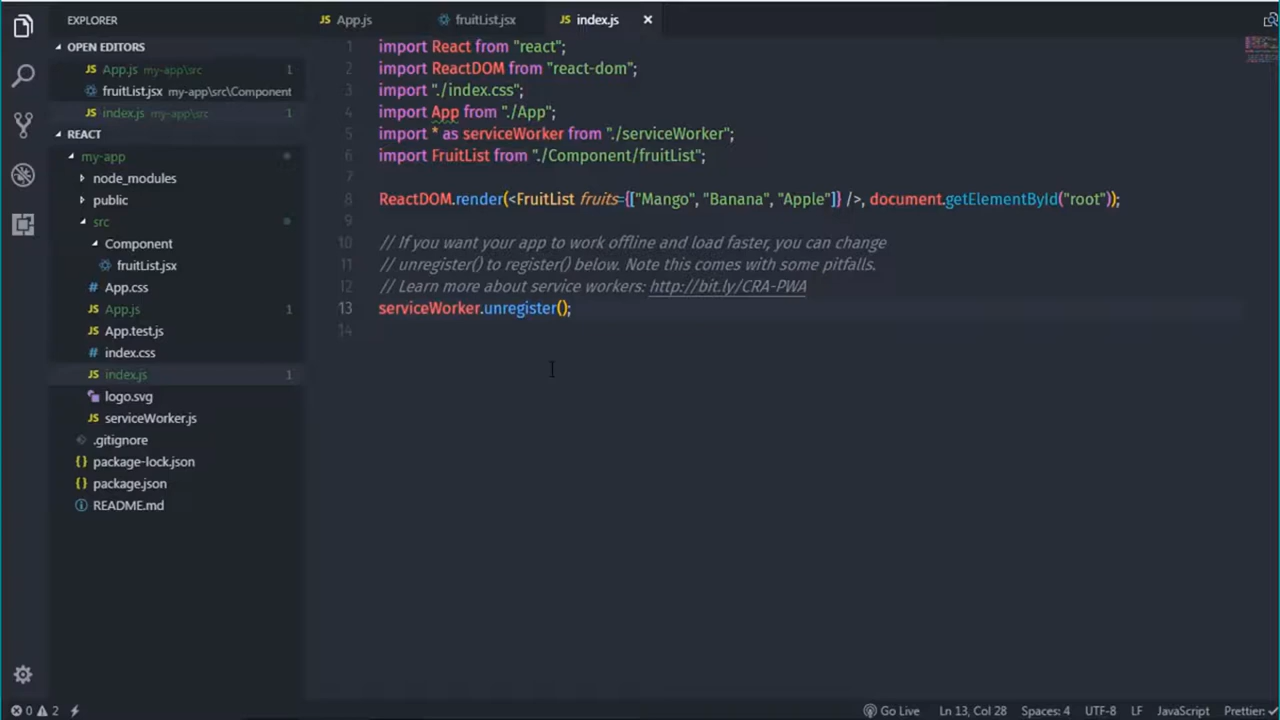 EXPLORER
OPEN EDITORS
JS App.js my-app\src 1
fruitList.jsx my-app\src\Component
JS index.js my-app\src 1
REACT
my-app
node_modules
public
src
Component
fruitList.jsx
# App.css
JS App.js 1
JS App.test.js
# index.css
JS index.js 1
logo.svg
JS serviceWorker.js
.gitignore
{} package-lock.json
{} package.json
README.md
JS App.js fruitList.jsx JS index.js ×
1 import React from "react";
2 import ReactDOM from "react-dom";
3 import "./index.css";
4 import App from "./App";
5 import * as serviceWorker from "./serviceWorker";
6 import FruitList from "./Component/fruitList";
7
8 ReactDOM.render(<FruitList fruits={["Mango", "Banana", "Apple"]} />, document.getElementById("root"));
9
10 // If you want your app to work offline and load faster, you can change
11 // unregister() to register() below. Note this comes with some pitfalls.
12 // Learn more about service workers: http://bit.ly/CRA-PWA
13 serviceWorker.unregister();
14
0 2 Go Live Ln 13, Col 28 Spaces: 4 UTF-8 LF JavaScript Prettier: ✓